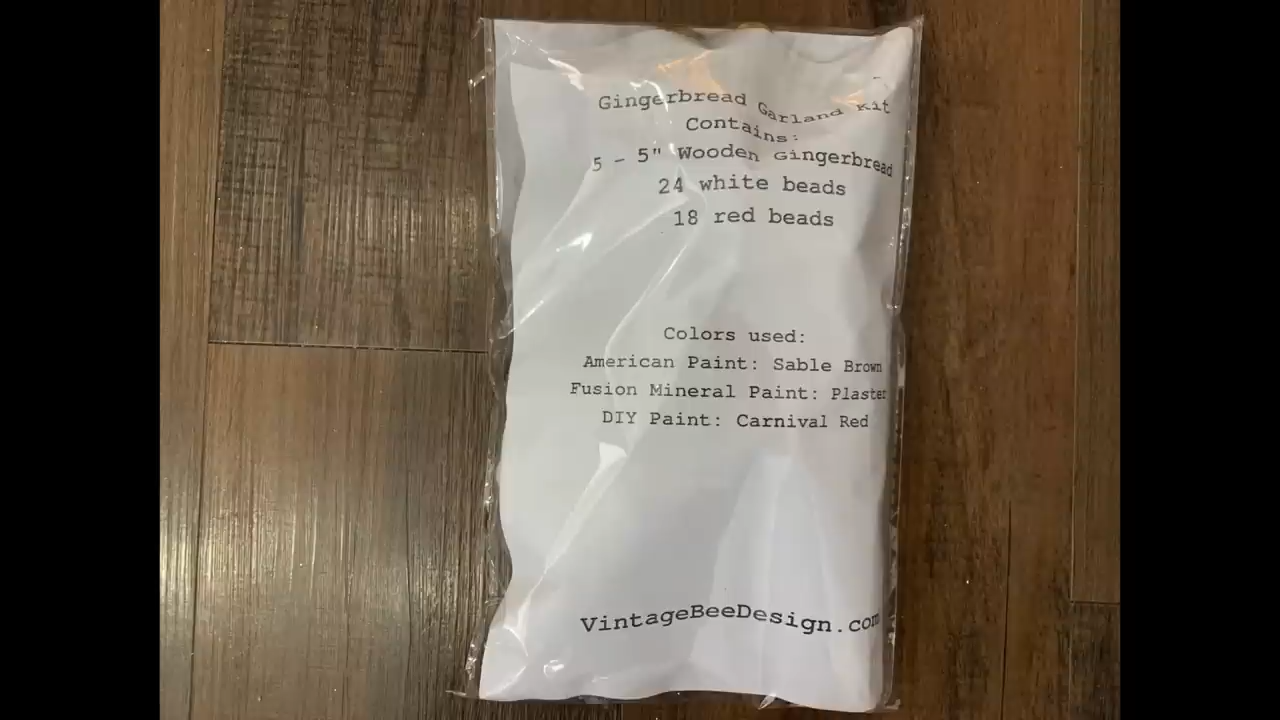 Gingerbread Garland Kit
Contains:
5 - 5" Wooden Gingerbread
24 white beads
18 red beads
Colors used:
American Paint: Sable Brown
Fusion Mineral Paint: Plaster
DIY Paint: Carnival Red
VintageBeeDesign.com